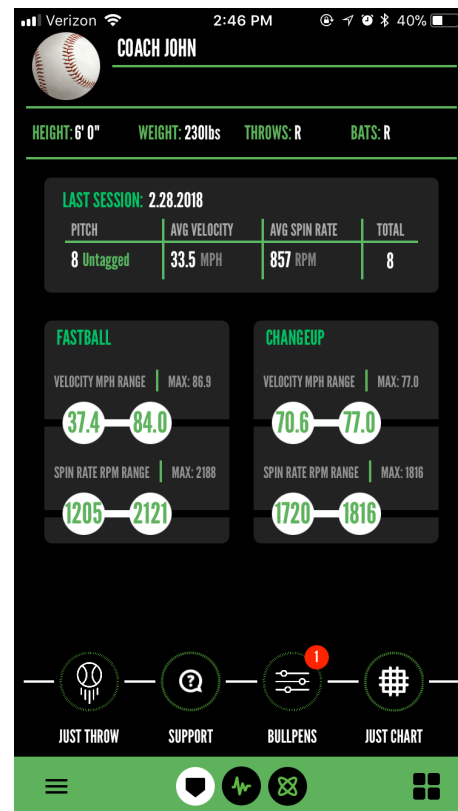 Verizon 2:46 PM 40%
COACH JOHN
HEIGHT: 6' 0" WEIGHT: 230lbs THROWS: R BATS: R
LAST SESSION: 2.28.2018
PITCH AVG VELOCITY AVG SPIN RATE TOTAL
8 Untagged 33.5 MPH 857 RPM 8
FASTBALL CHANGEUP
VELOCITY MPH RANGE MAX: 86.9 VELOCITY MPH RANGE MAX: 77.0
37.4 84.0 70.6 77.0
SPIN RATE RPM RANGE MAX: 2188 SPIN RATE RPM RANGE MAX: 1816
1205 2121 1720 1816
1
JUST THROW SUPPORT BULLPENS JUST CHART